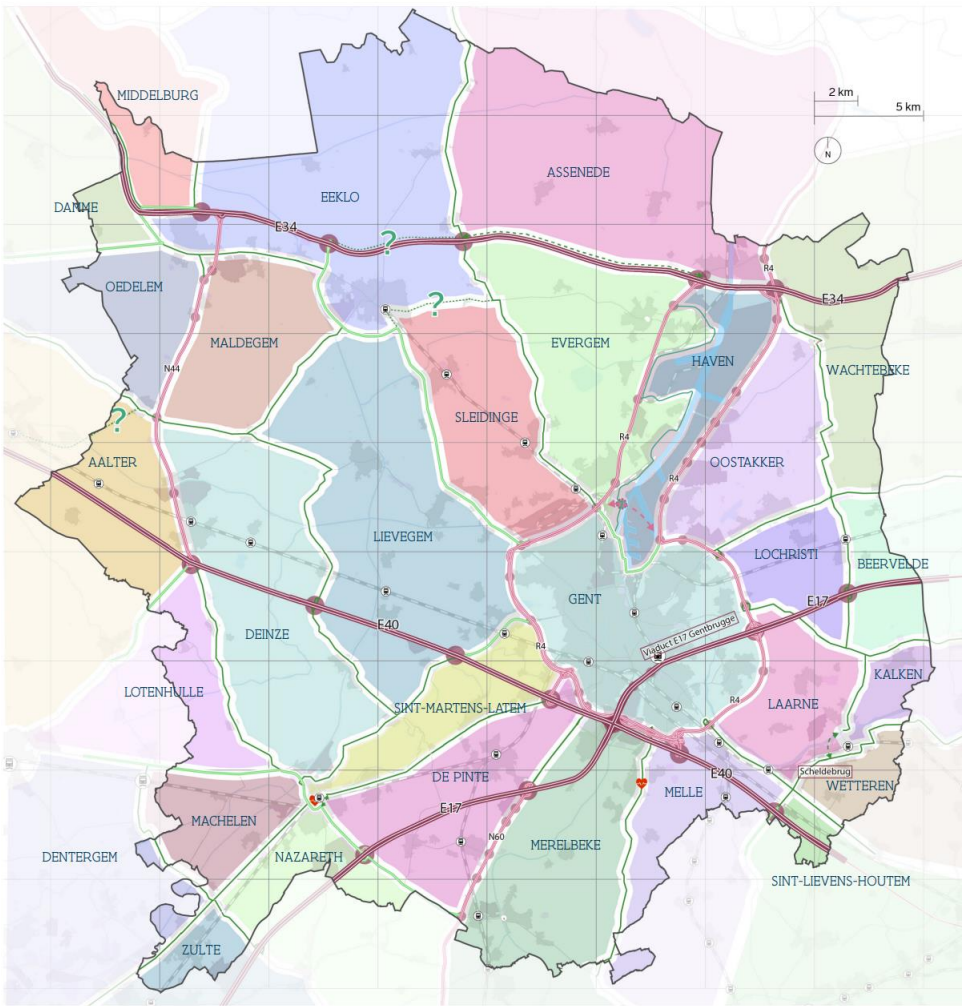 MIDDELBURG
2 km
5 km
N
ASSENEDE
EEKLO
DAMME
E34
?
R4
OEDELEM
E34
?
MALDEGEM
EVERGEM
HAVEN
N44
WACHTEBEKE
?
SLEIDINGE
R4
AALTER
R4
OOSTAKKER
LIEVEGEM
LOCHRISTI
BEERVELDE
GENT
E17
E40
DEINZE
Viaduct E17 Gentbrugge
R4
KALKEN
LOTENHULLE
SINT-MARTENS-LATEM
R4
LAARNE
DE PINTE
E40
Scheldebrug
MELLE
WETTEREN
E17
MACHELEN
N60
MERELBEKE
DENTERGEM
NAZARETH
SINT-LIEVENS-HOUTEM
ZULTE